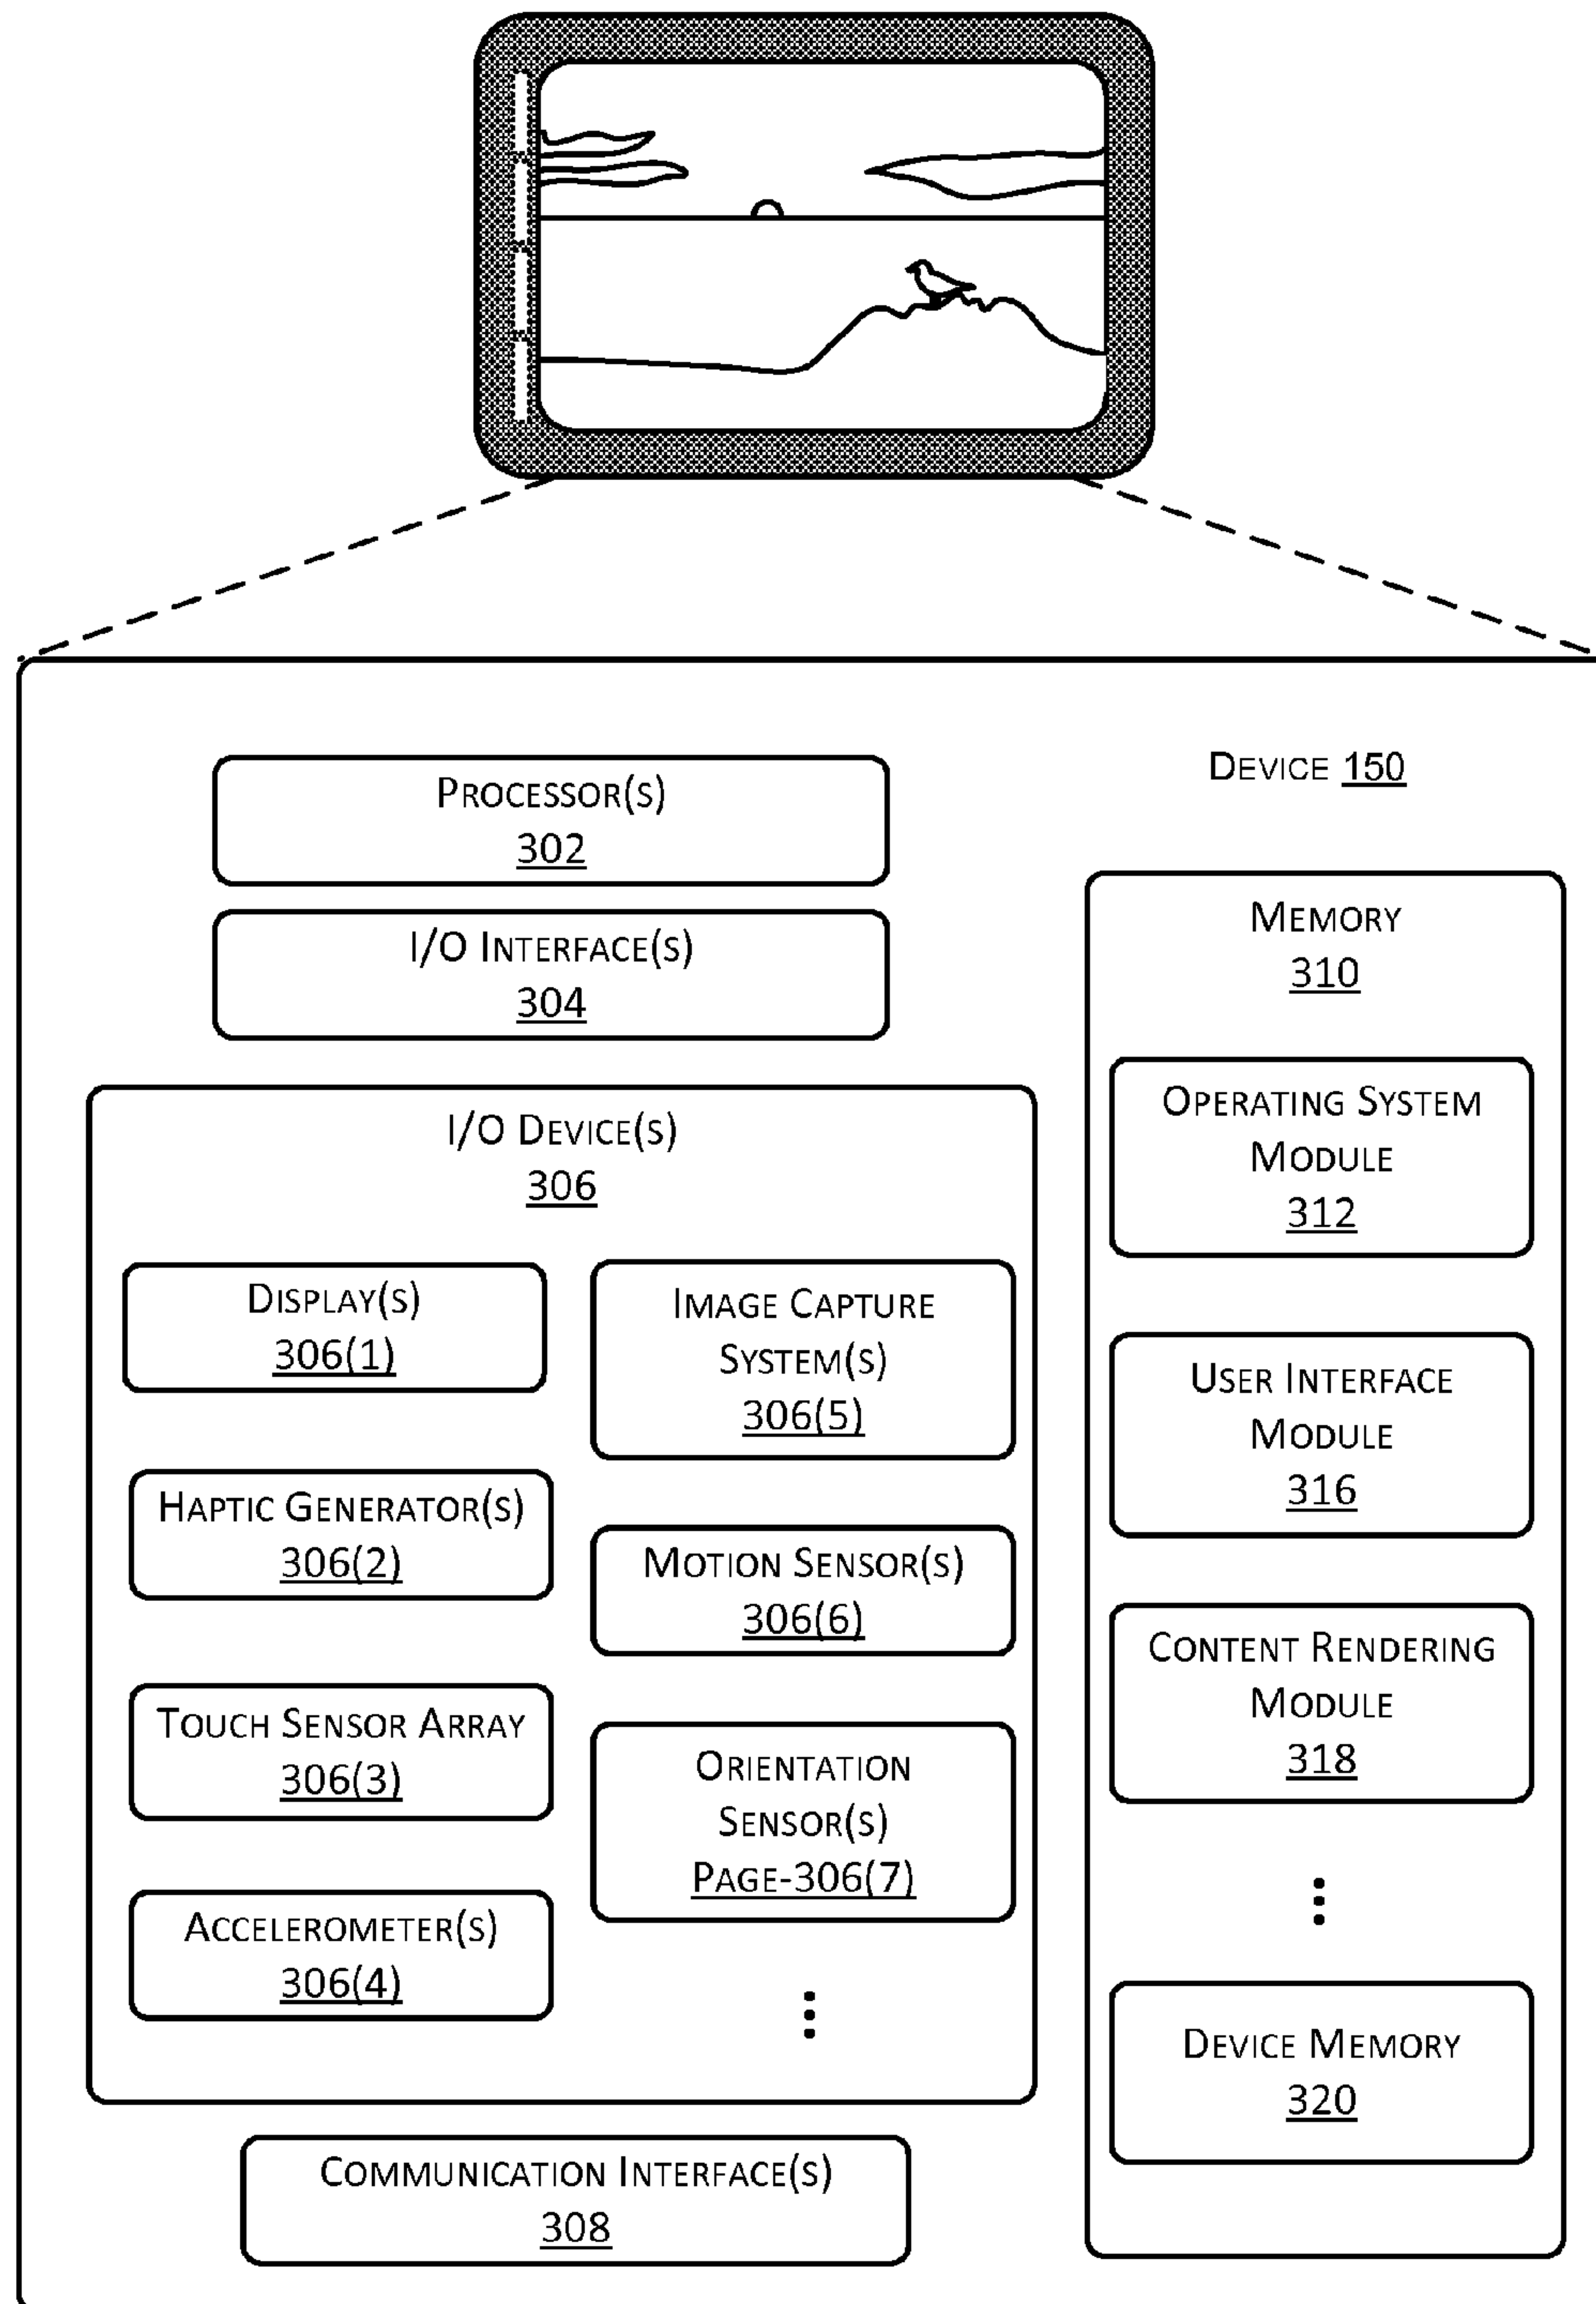 DEVICE 150
PROCESSOR(S)
302
I/O INTERFACE(S)
304
I/O DEVICE(S)
306
DISPLAY(S)
306(1)
HAPTIC GENERATOR(S)
306(2)
TOUCH SENSOR ARRAY
306(3)
ACCELEROMETER(S)
306(4)
IMAGE CAPTURE
SYSTEM(S)
306(5)
MOTION SENSOR(S)
306(6)
ORIENTATION
SENSOR(S)
PAGE-306(7)
COMMUNICATION INTERFACE(S)
308
MEMORY
310
OPERATING SYSTEM
MODULE
312
USER INTERFACE
MODULE
316
CONTENT RENDERING
MODULE
318
DEVICE MEMORY
320